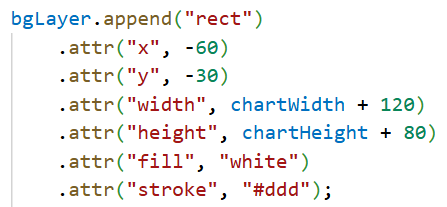 bgLayer.append("rect")
    .attr("x", -60)
    .attr("y", -30)
    .attr("width", chartWidth + 120)
    .attr("height", chartHeight + 80)
    .attr("fill", "white")
    .attr("stroke", "#ddd");